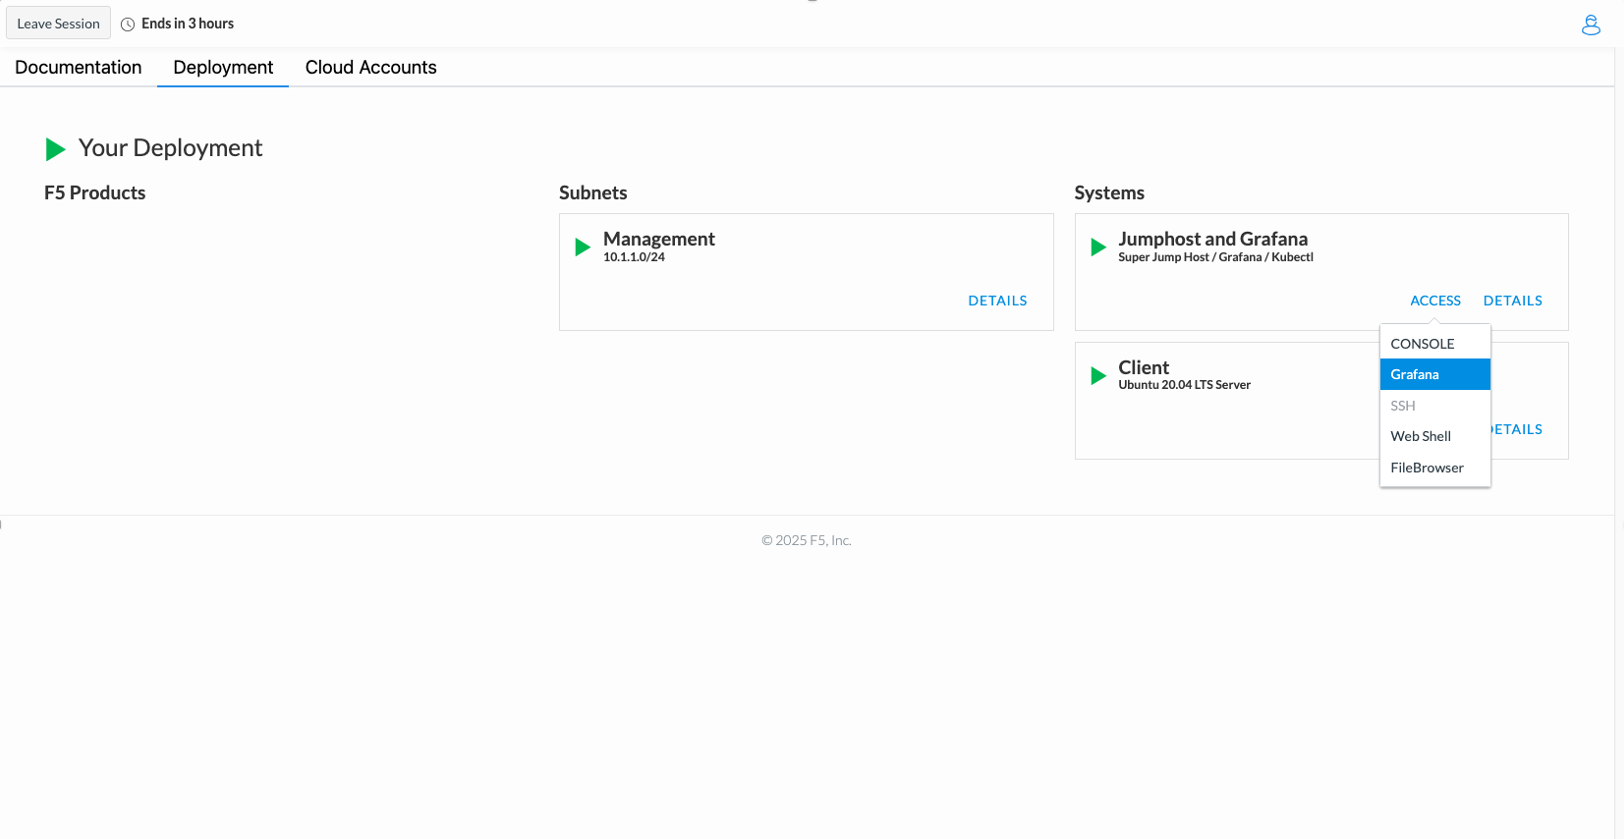 Leave Session
Ends in 3 hours
Documentation
Deployment
Cloud Accounts
Your Deployment
F5 Products
Subnets
Management
10.1.1.0/24
DETAILS
Systems
Jumphost and Grafana
Super Jump Host / Grafana / Kubectl
ACCESS
DETAILS
CONSOLE
Grafana
SSH
Web Shell
FileBrowser
Client
Ubuntu 20.04 LTS Server
DETAILS
© 2025 F5, Inc.